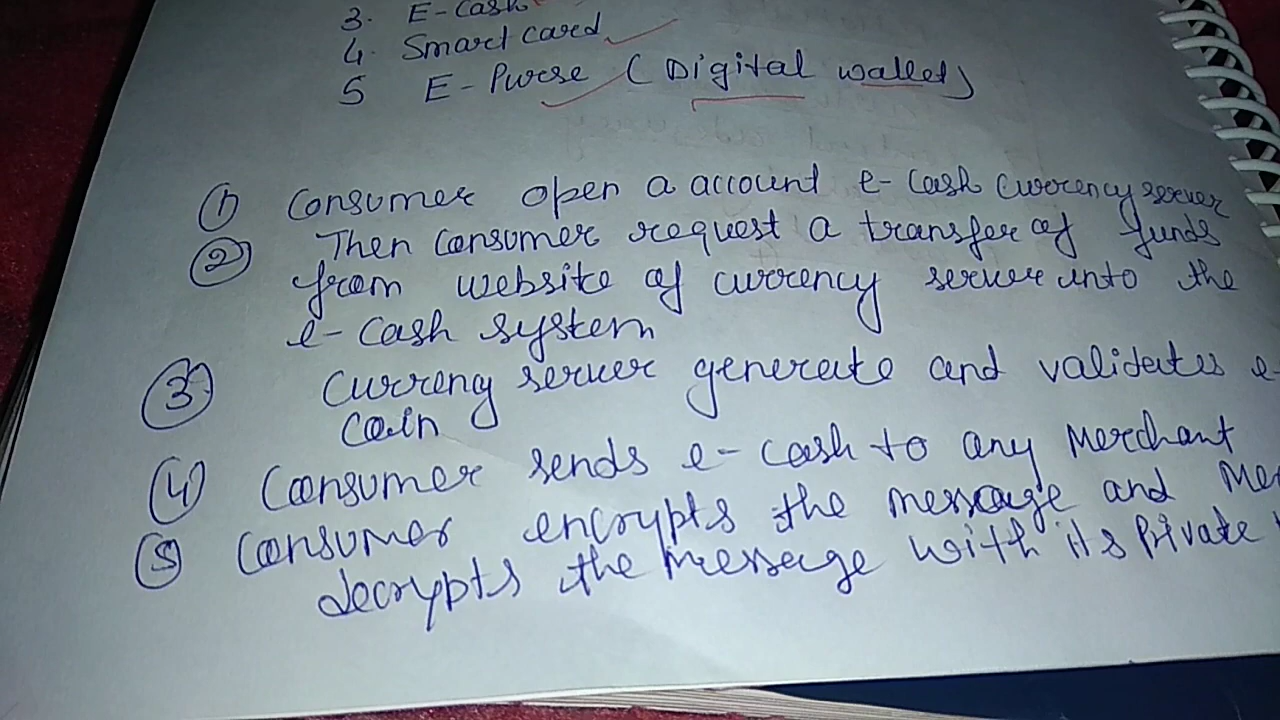 3. E-Cash
4. Smart card
5 E-Purse (Digital wallet)
① Consumer open a account e-cash currency server
② Then consumer request a transfer of funds
from website of currency server into the
e-cash system
③ Curreny server generate and validates e-
coin
④ Consumer sends e-cash to any Merchant
⑤ Consumer encrypts the message and Mer
decrypts the message with its Private